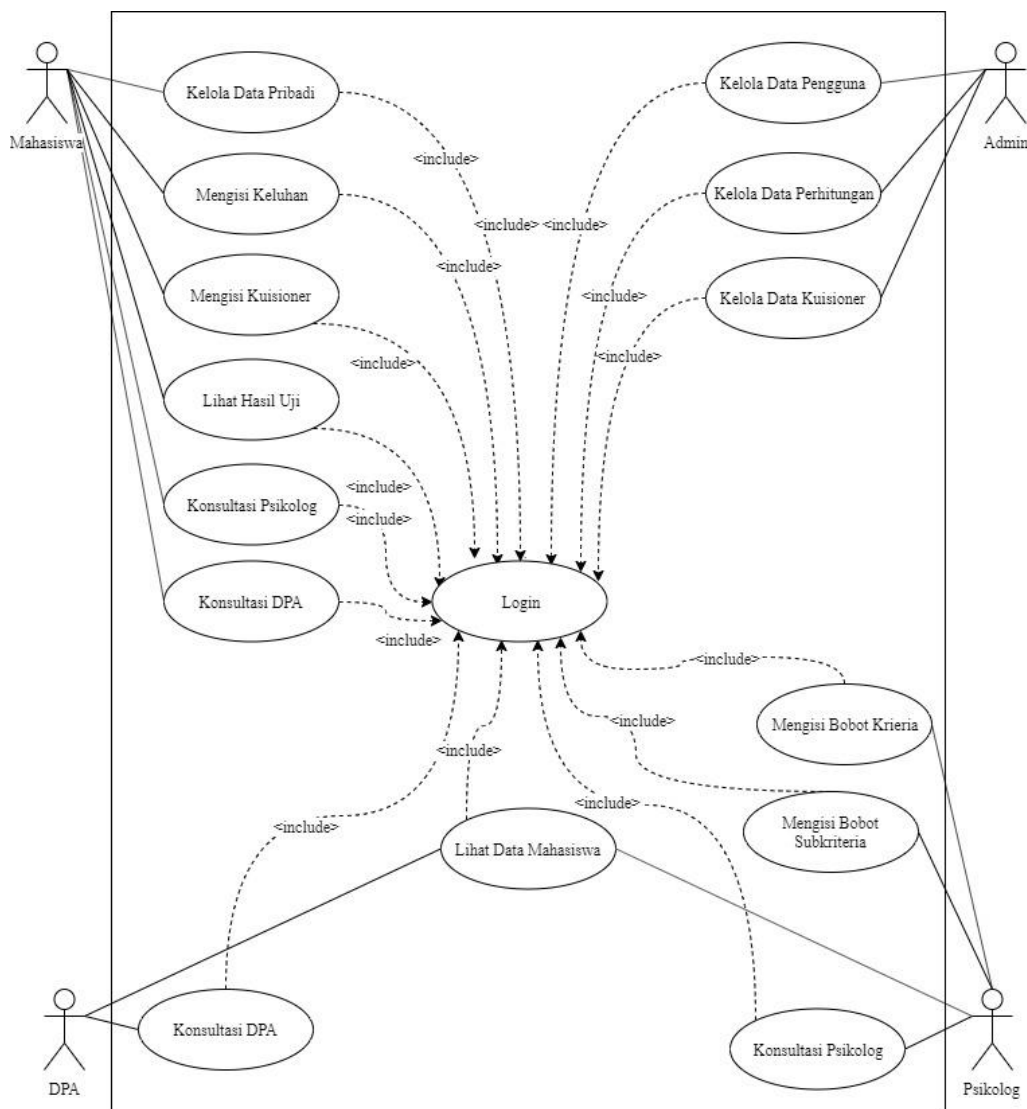 Kelola Data Pribadi
Kelola Data Pengguna
<include>
<include>
Mahasiswa
Admin
Mengisi Keluhan
Kelola Data Perhitungan
<include>
<include>
<include>
<include>
Mengisi Kuisioner
Kelola Data Kuisioner
<include>
<include>
Lihat Hasil Uji
<include>
Konsultasi Psikolog
<include>
Konsultasi DPA
Login
<include>
<include>
Mengisi Bobot Krieria
<include>
<include>
<include>
<include>
Mengisi Bobot
Subkriteria
Lihat Data Mahasiswa
Konsultasi DPA
Konsultasi Psikolog
DPA
Psikolog